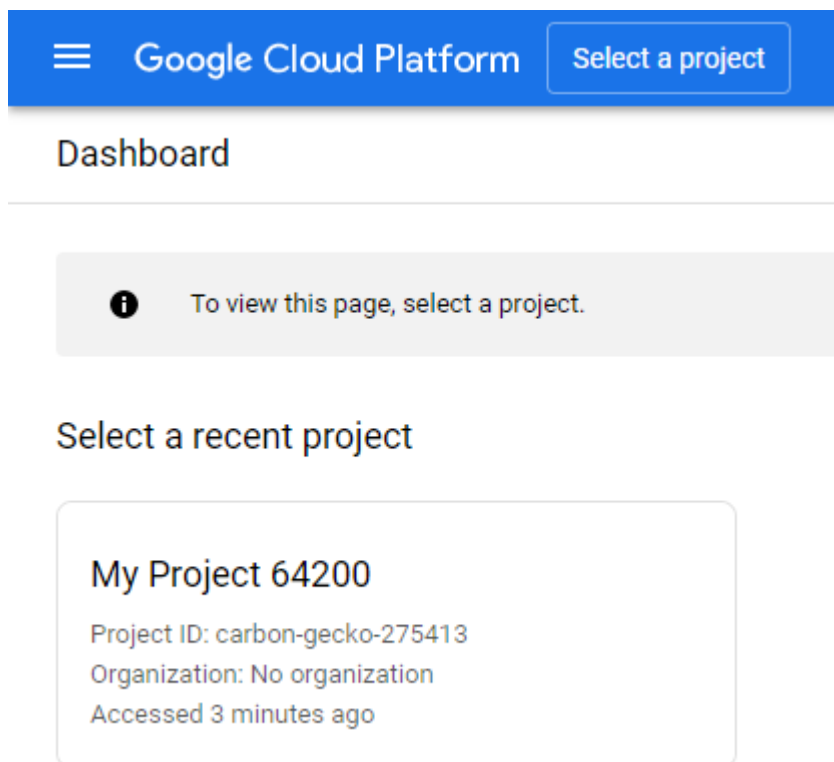 Google Cloud Platform
Select a project
Dashboard
To view this page, select a project.
Select a recent project
My Project 64200
Project ID: carbon-gecko-275413
Organization: No organization
Accessed 3 minutes ago